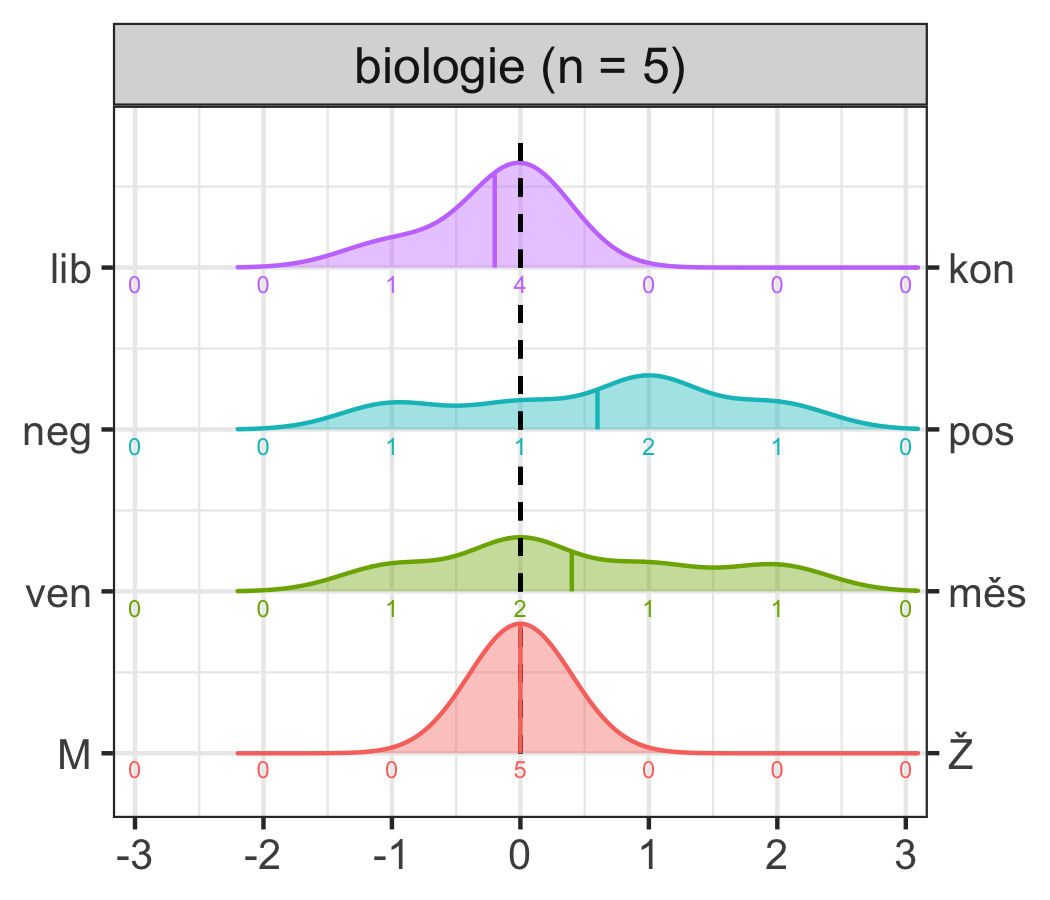 biologie (n = 5)
lib kon
0 0 1 4 0 0 0
neg pos
0 0 1 1 2 1 0
ven měs
0 0 1 2 1 1 0
M Ž
0 0 0 5 0 0 0
-3 -2 -1 0 1 2 3